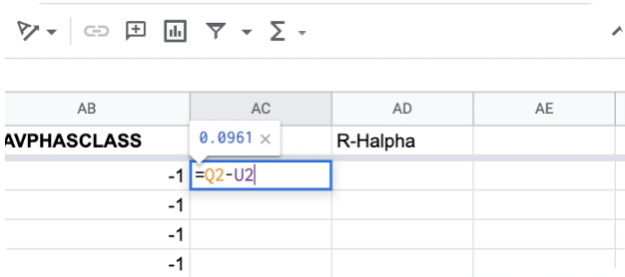 AB AC AD AE
AVPHASCLASS 0.0961 × R-Halpha
-1 =Q2-U2
-1
-1
-1